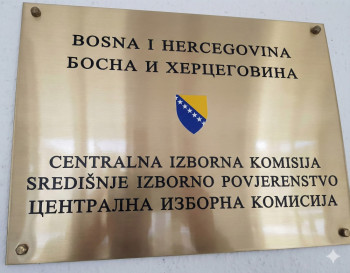 BOSNA I HERCEGOVINA
БОСНА И ХЕРЦЕГОВИНА
CENTRALNA IZBORNA KOMISIJA
SREDIŠNJE IZBORNO POVJERENSTVO
ЦЕНТРАЛНА ИЗБОРНА КОМИСИЈА